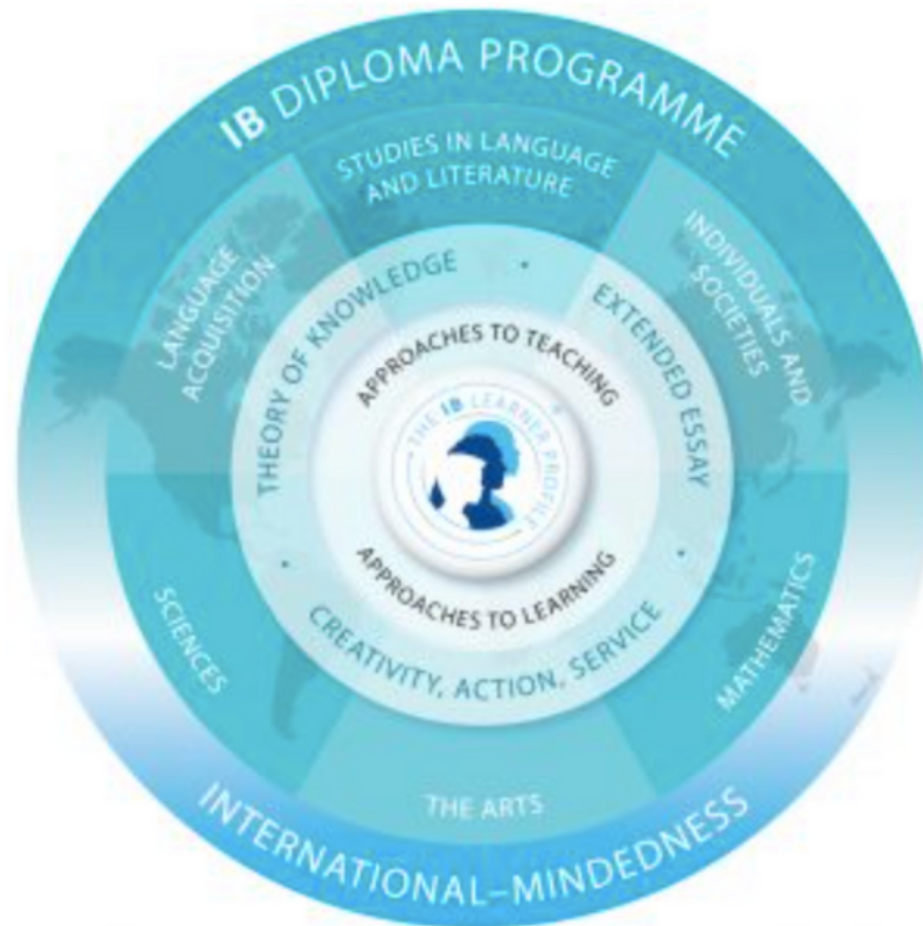 IB DIPLOMA PROGRAMME
STUDIES IN LANGUAGE
AND LITERATURE
LANGUAGE
ACQUISITION
INDIVIDUALS AND
SOCIETIES
THEORY OF KNOWLEDGE
EXTENDED ESSAY
APPROACHES TO TEACHING
THE IB LEARNER PROFILE
APPROACHES TO LEARNING
CREATIVITY, ACTION, SERVICE
SCIENCES
MATHEMATICS
THE ARTS
INTERNATIONAL–MINDEDNESS